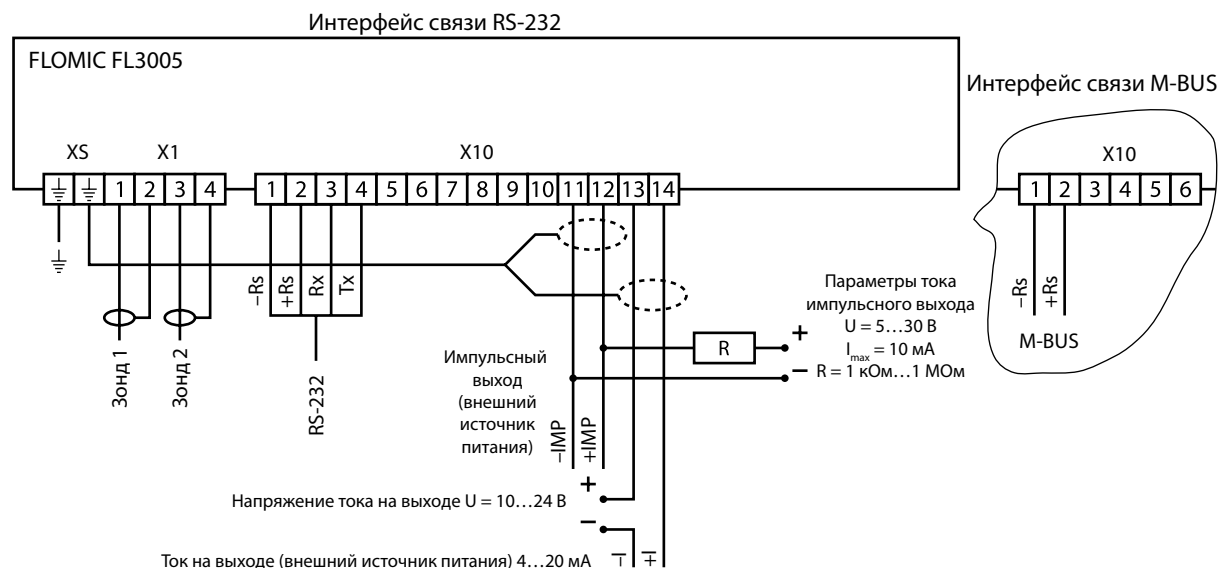 Интерфейс связи RS-232
FLOMIC FL3005
Интерфейс связи M-BUS
XS X1 X10
1 2 3 4
1 2 3 4 5 6 7 8 9 10 11 12 13 14
X10
1 2 3 4 5 6
–Rs
+Rs
Rx
Tx
–Rs
+Rs
M-BUS
Зонд 1
Зонд 2
RS-232
Импульсный
выход
(внешний
источник
питания)
–IMP
+IMP
R
+
–
Параметры тока
импульсного выхода
U = 5…30 В
Imax = 10 мА
R = 1 кОм…1 МОм
+
Напряжение тока на выходе U = 10…24 В
–
Ток на выходе (внешний источник питания) 4…20 мА
–I
+I